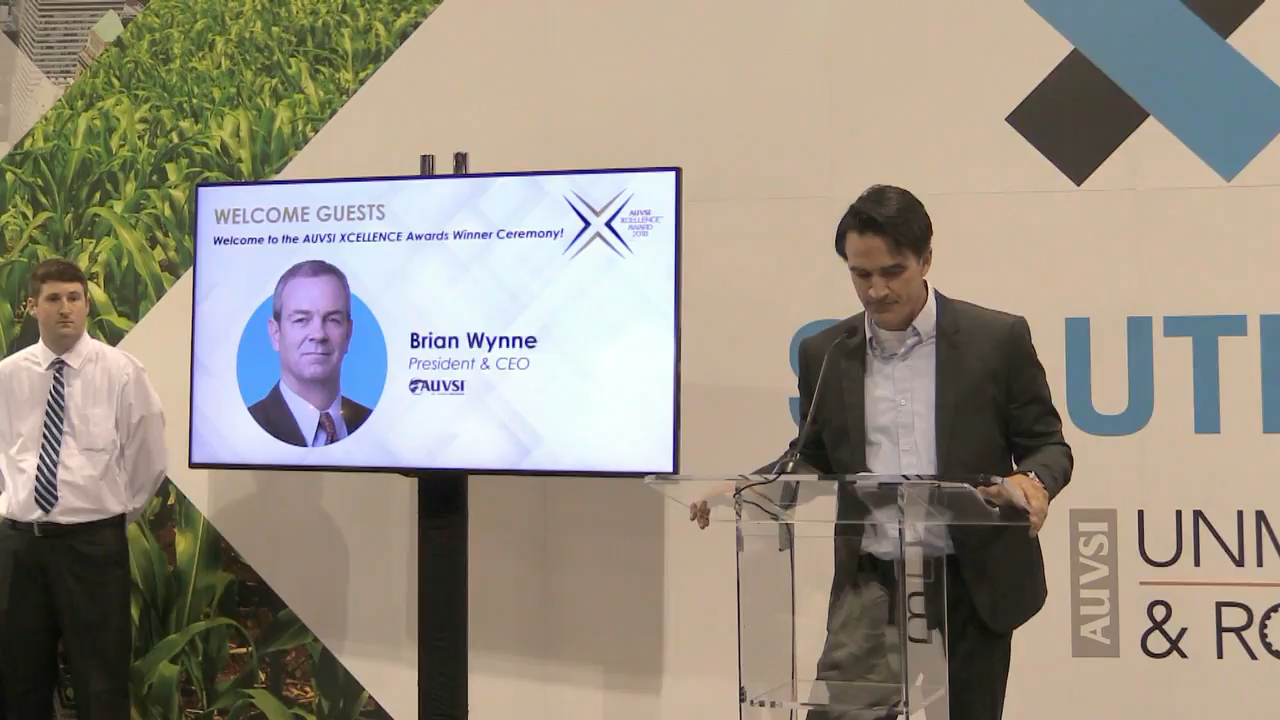 WELCOME GUESTS
Welcome to the AUVSI XCELLENCE Awards Winner Ceremony!
AUVSI
XCELLENCE
AWARD
2018
Brian Wynne
President & CEO
AUVSI
S UTI
AUVSI
UNM
& RO